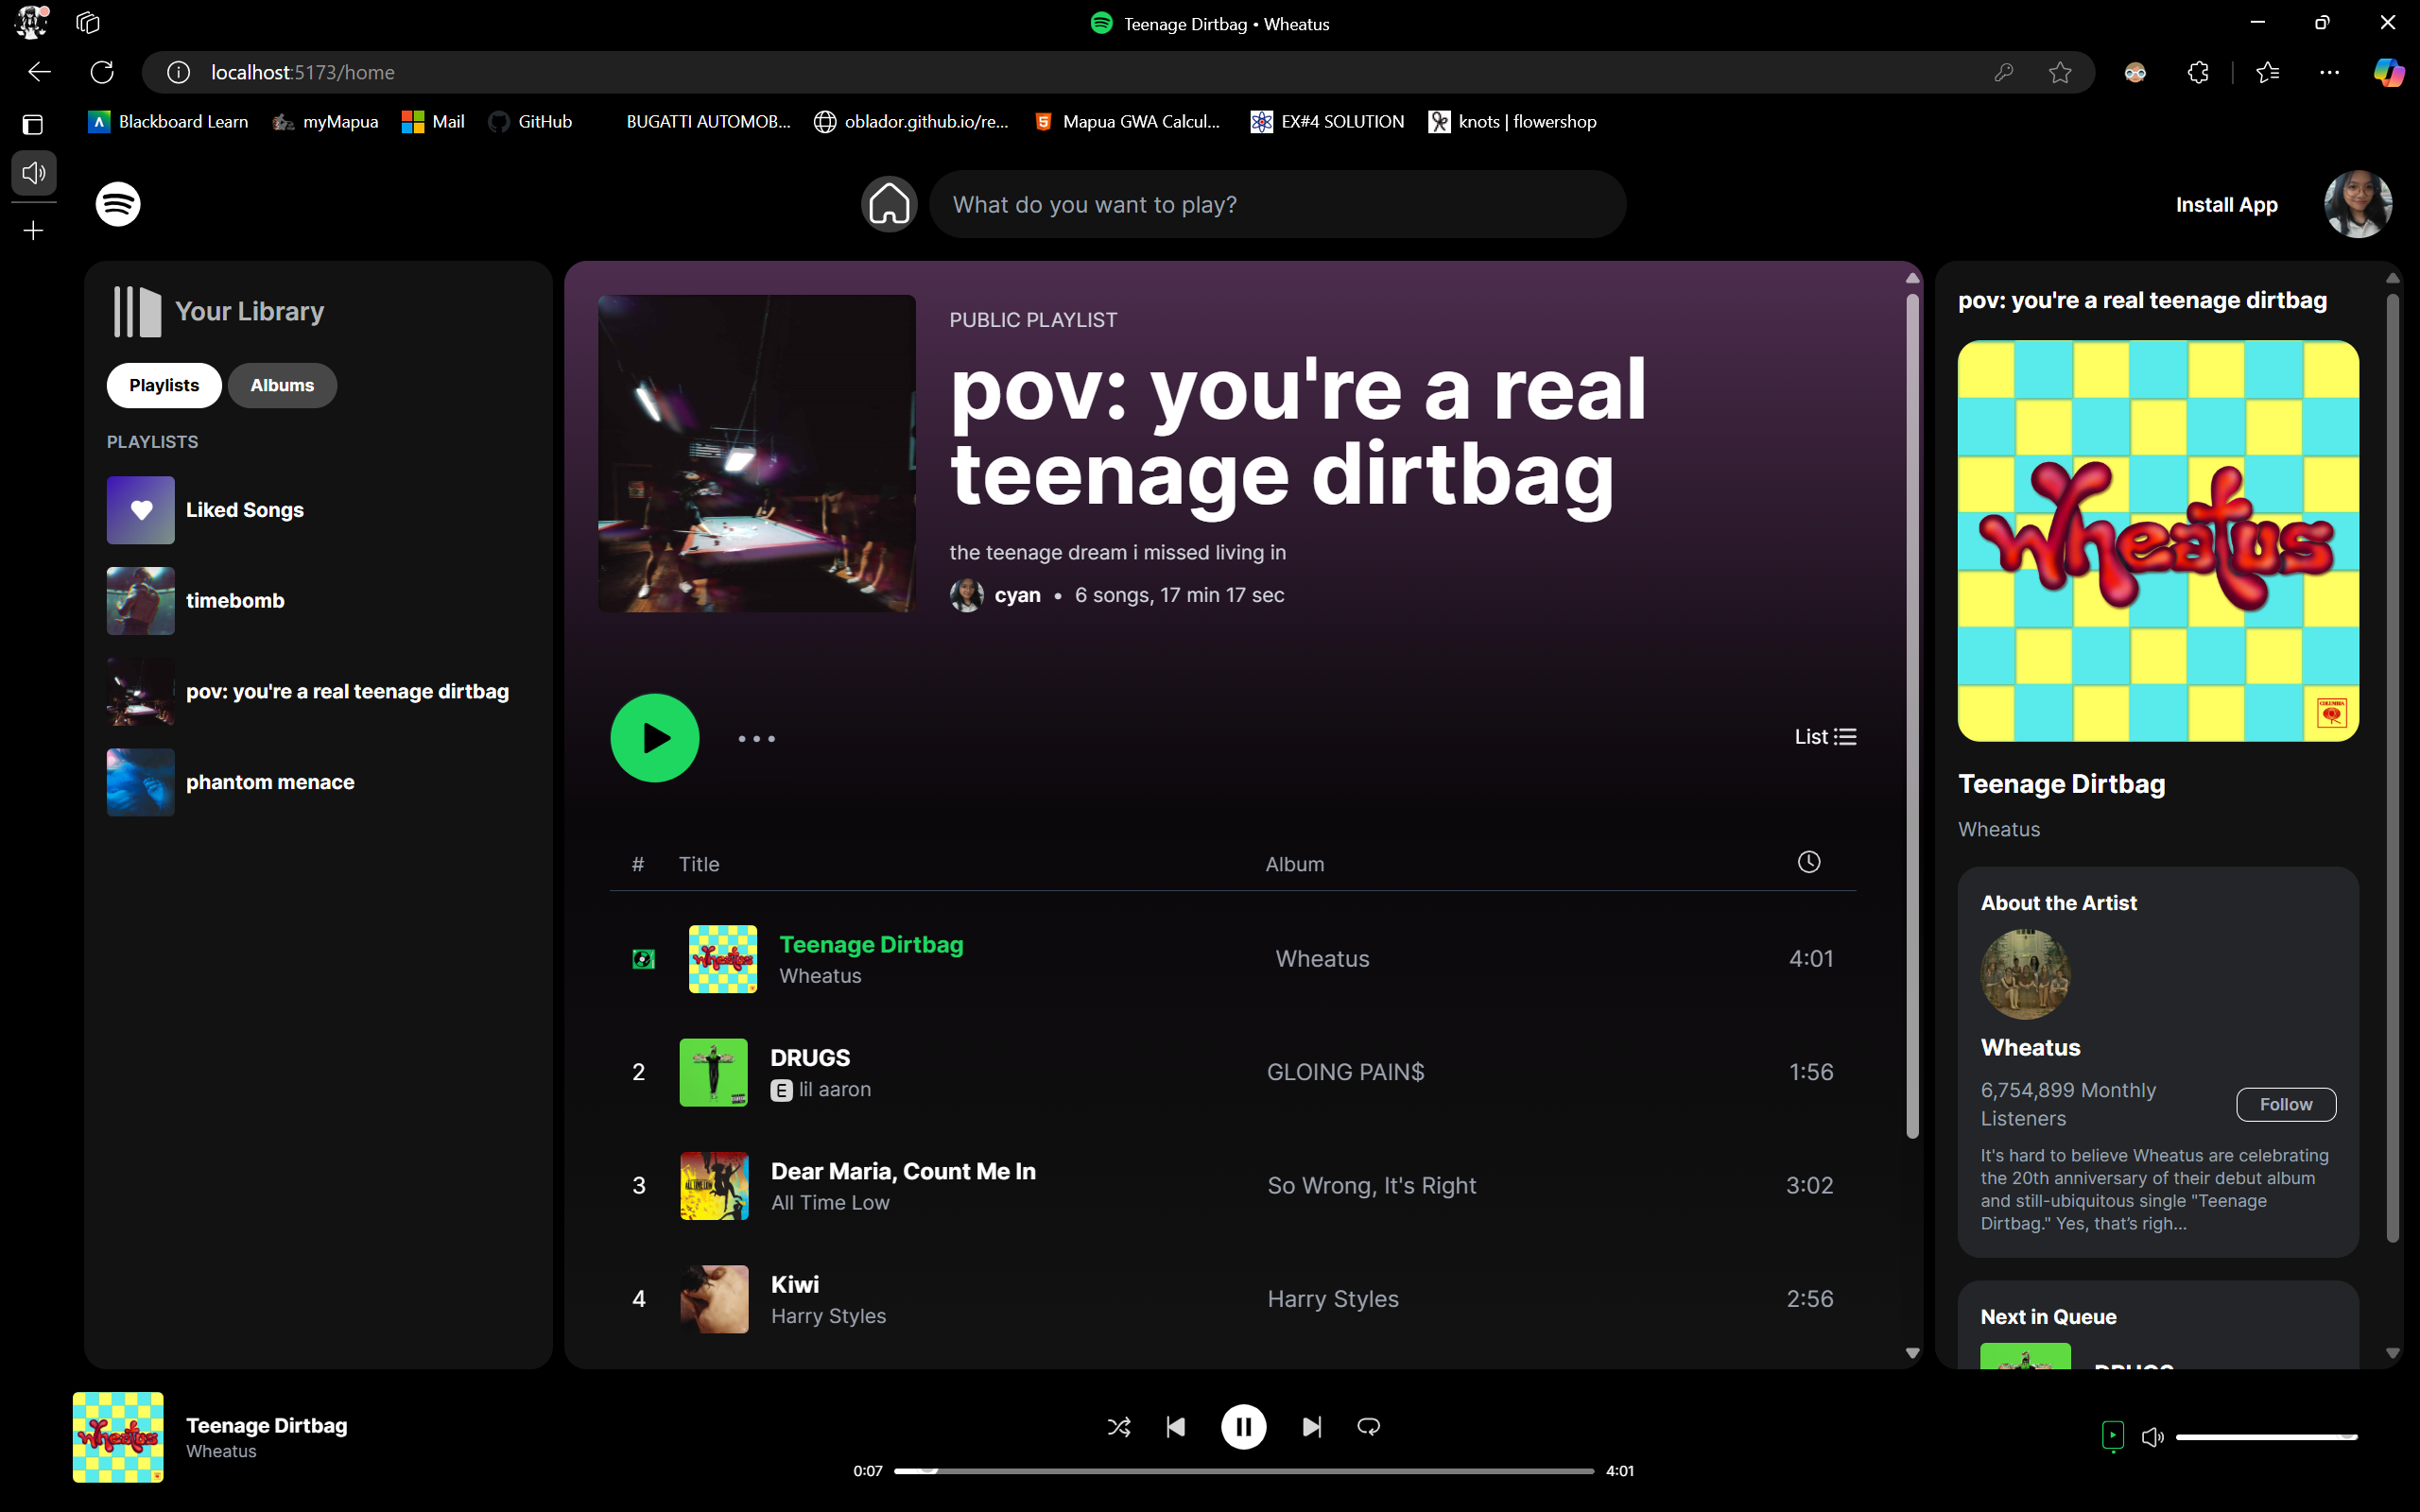 Teenage Dirtbag • Wheatus
localhost:5173/home
Blackboard Learn
myMapua
Mail
GitHub
BUGATTI AUTOMOB...
oblador.github.io/re...
Mapua GWA Calcul...
EX#4 SOLUTION
knots | flowershop
What do you want to play?
Install App
Your Library
Playlists
Albums
PLAYLISTS
Liked Songs
timebomb
pov: you're a real teenage dirtbag
phantom menace
PUBLIC PLAYLIST
pov: you're a real
teenage dirtbag
the teenage dream i missed living in
cyan • 6 songs, 17 min 17 sec
List
# Title Album
Teenage Dirtbag
Wheatus
Wheatus
4:01
2
DRUGS
E lil aaron
GLOING PAIN$
1:56
3
Dear Maria, Count Me In
All Time Low
So Wrong, It's Right
3:02
4
Kiwi
Harry Styles
Harry Styles
2:56
pov: you're a real teenage dirtbag
wheatus
COLUMBIA
Teenage Dirtbag
Wheatus
About the Artist
Wheatus
6,754,899 Monthly
Listeners
Follow
It's hard to believe Wheatus are celebrating
the 20th anniversary of their debut album
and still-ubiquitous single "Teenage
Dirtbag." Yes, that’s righ...
Next in Queue
DRUGS
wheatus
Teenage Dirtbag
Wheatus
0:07
4:01